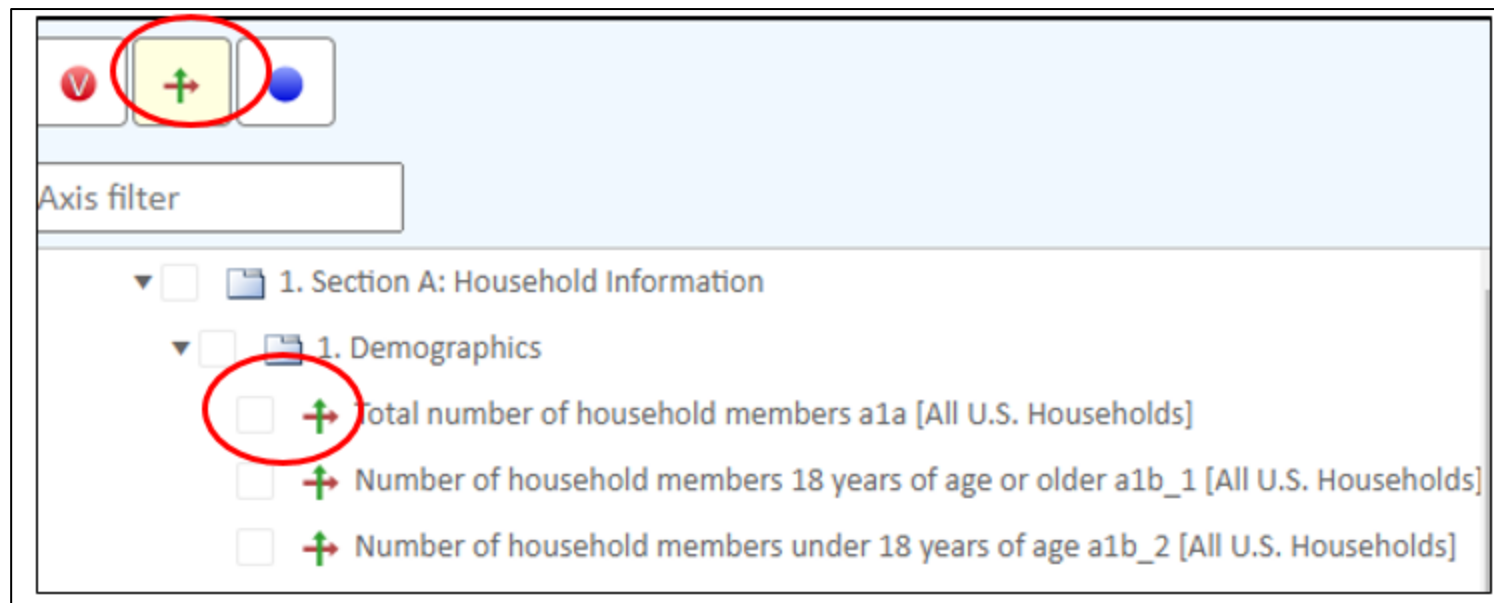 V
Axis filter
1. Section A: Household Information
1. Demographics
Total number of household members a1a [All U.S. Households]
Number of household members 18 years of age or older a1b_1 [All U.S. Households]
Number of household members under 18 years of age a1b_2 [All U.S. Households]